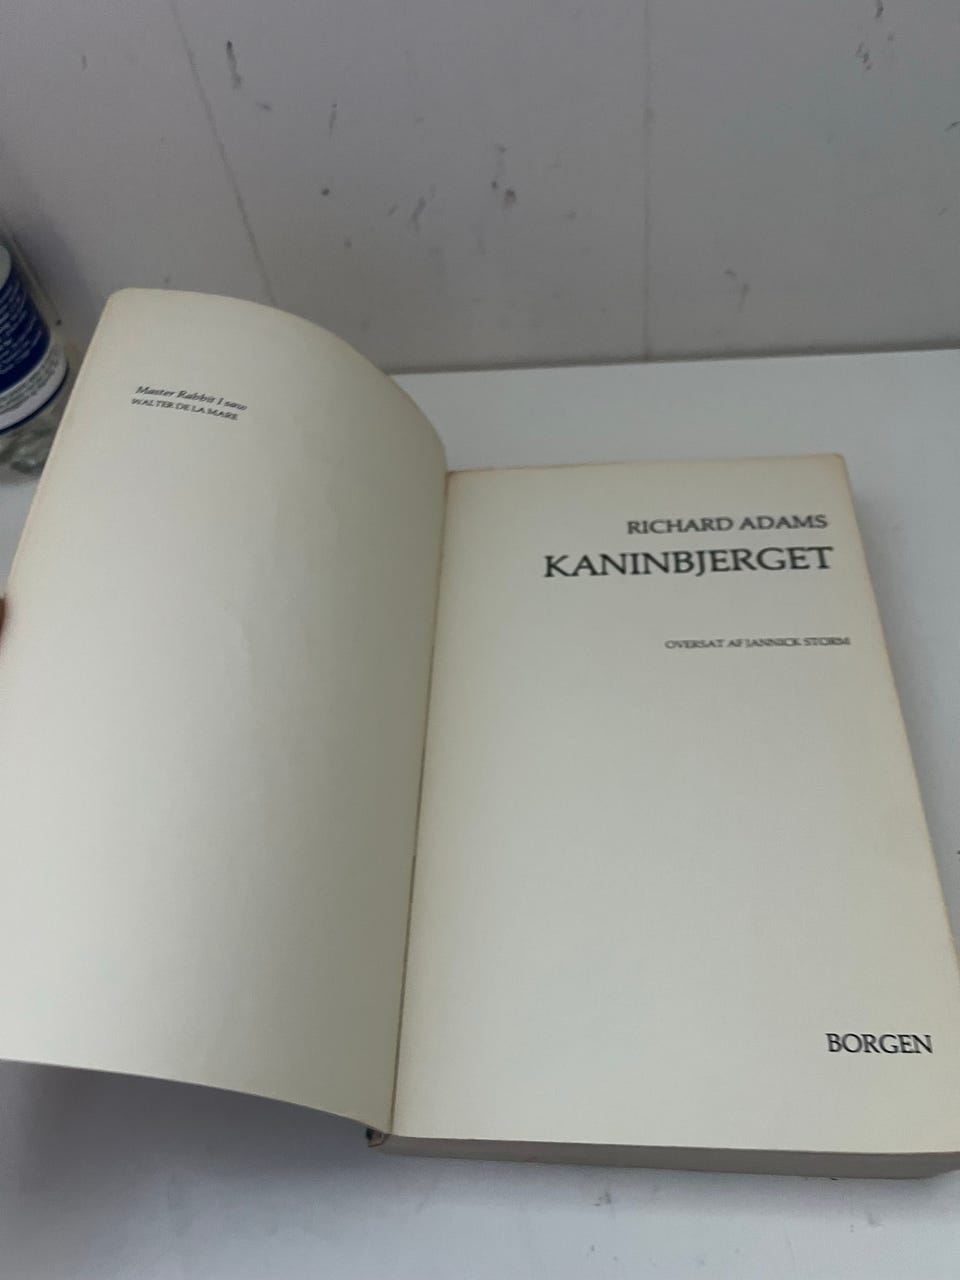 Master Rabbit I saw
WALTER DE LA MARE
RICHARD ADAMS
KANINBJERGET
OVERSAT AF JANNICK STORM
BORGEN